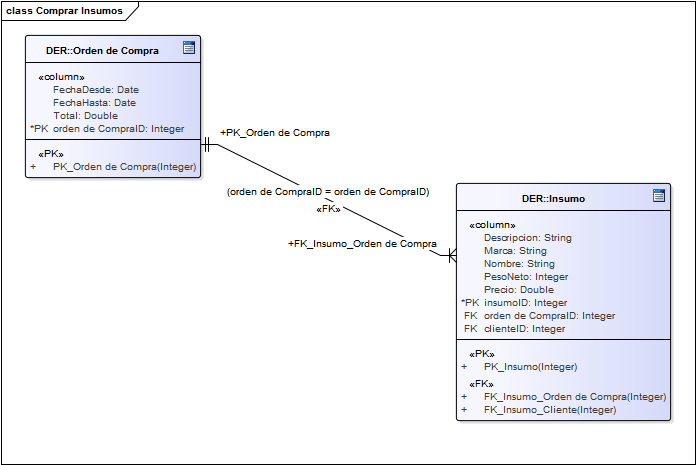 class Comprar Insumos
DER::Orden de Compra
«column»
FechaDesde: Date
FechaHasta: Date
Total: Double
*PK orden de CompraID: Integer
«PK»
+ PK_Orden de Compra(Integer)
+PK_Orden de Compra
(orden de CompraID = orden de CompraID)
«FK»
+FK_Insumo_Orden de Compra
DER::Insumo
«column»
Descripcion: String
Marca: String
Nombre: String
PesoNeto: Integer
Precio: Double
*PK insumoID: Integer
FK orden de CompraID: Integer
FK clienteID: Integer
«PK»
+ PK_Insumo(Integer)
«FK»
+ FK_Insumo_Orden de Compra(Integer)
+ FK_Insumo_Cliente(Integer)